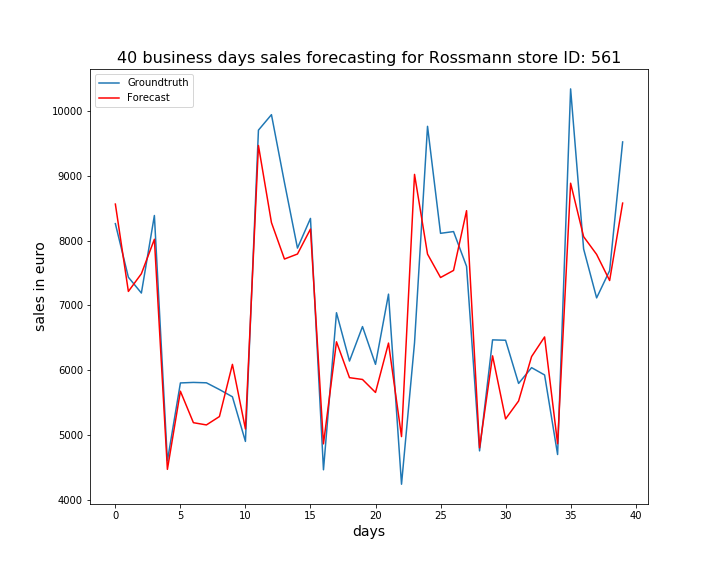 40 business days sales forecasting for Rossmann store ID: 561
Groundtruth
Forecast
10000
9000
8000
7000
6000
5000
4000
sales in euro
0 5 10 15 20 25 30 35 40
days